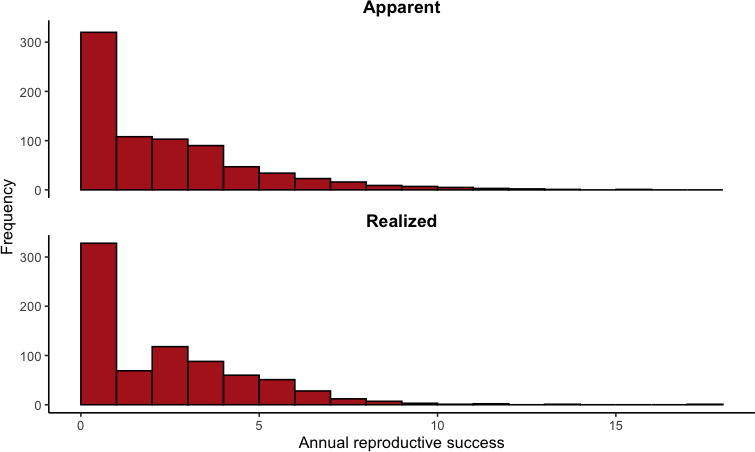 Apparent
300
200
100
0
Frequency
Realized
300
200
100
0
0 5 10 15
Annual reproductive success